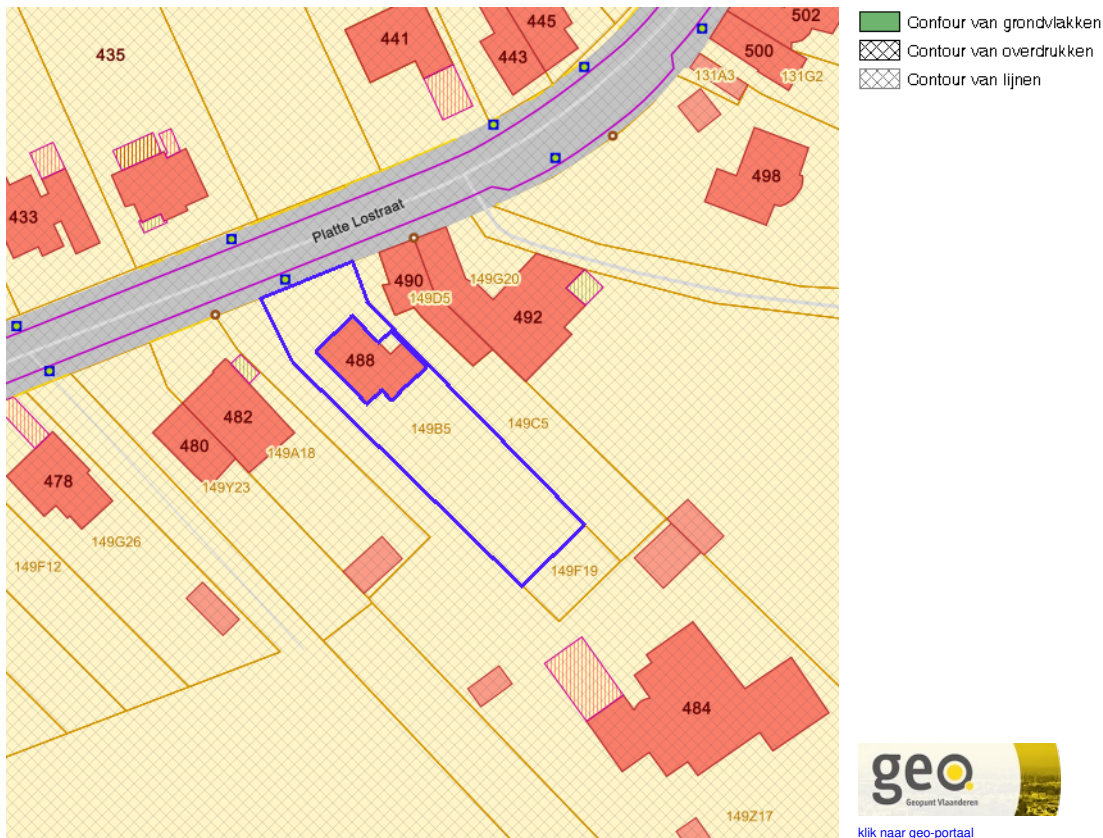 435
441
443
445
502
500
131A3
131G2
498
433
Platte Lostraat
490
149D5
149G20
492
488
149B5
149C5
482
480
149A18
149Y23
478
149G26
149F12
149F19
484
149Z17
Contour van grondvlakken
Contour van overdrukken
Contour van lijnen
geo.
Geopunt Vlaanderen
klik naar geo-portaal